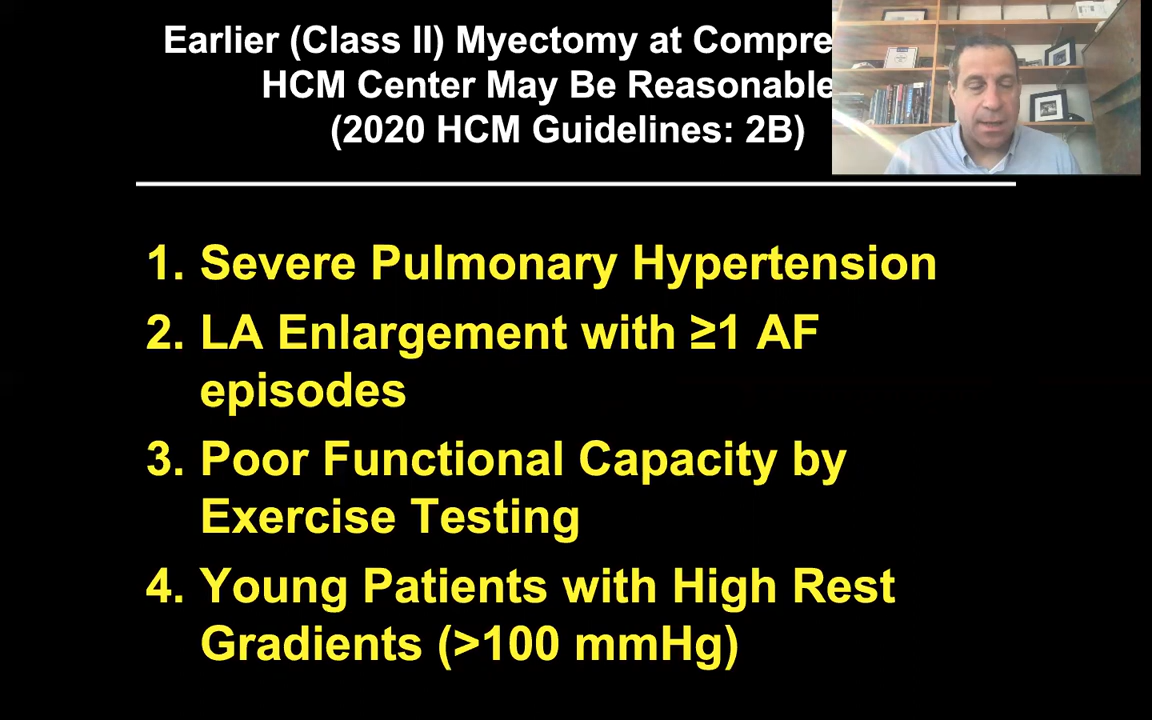 Earlier (Class II) Myectomy at Compre
HCM Center May Be Reasonable
(2020 HCM Guidelines: 2B)
1. Severe Pulmonary Hypertension
2. LA Enlargement with ≥1 AF
episodes
3. Poor Functional Capacity by
Exercise Testing
4. Young Patients with High Rest
Gradients (>100 mmHg)